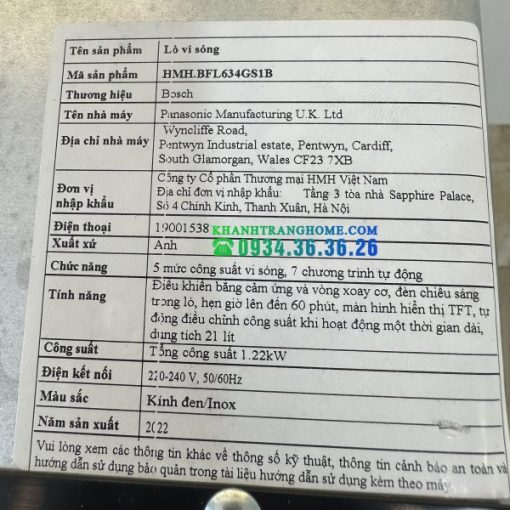 Tên sản phẩm Lò vi sóng
Mã sản phẩm HMH.BFL634GS1B
Thương hiệu Bosch
Tên nhà máy Panasonic Manufacturing U.K. Ltd
Địa chỉ nhà máy Wyncliffe Road,
Pentwyn Industrial estate, Pentwyn, Cardiff,
South Glamorgan, Wales CF23 7XB
Đơn vị
nhập khẩu
Công ty Cổ phần Thương mại HMH Việt Nam
Địa chỉ đơn vị nhập khẩu: Tầng 3 tòa nhà Sapphire Palace,
Số 4 Chính Kinh, Thanh Xuân, Hà Nội
Điện thoại 19001538
KHANHTRANGHOME.COM
0934.36.36.26
Xuất xứ Anh
Chức năng 5 mức công suất vi sóng, 7 chương trình tự động
Tính năng Điều khiển bằng cảm ứng và vòng xoay cơ, đèn chiếu sáng
trong lò, hẹn giờ lên đến 60 phút, màn hình hiển thị TFT, tự
động điều chỉnh công suất khi hoạt động một thời gian dài,
dung tích 21 lít
Công suất Tổng công suất 1.22kW
Điện kết nối 220-240 V, 50/60Hz
Màu sắc Kính đen/Inox
Năm sản xuất 2022
Vui lòng xem các thông tin khác về thông số kỹ thuật, thông tin cảnh báo an toàn và
hướng dẫn sử dụng bảo quản trong tài liệu hướng dẫn sử dụng kèm theo máy.